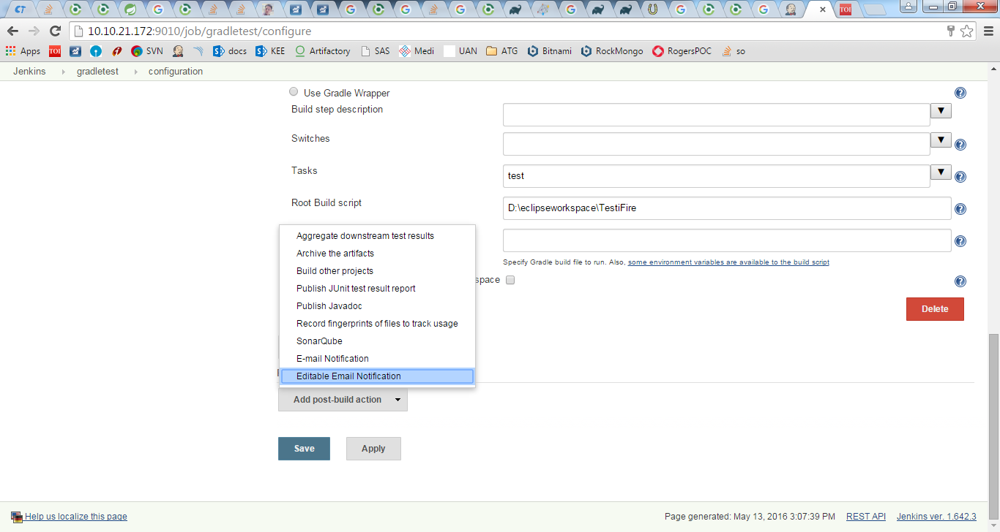 10.10.21.172:9010/job/gradletest/configure
Apps TOI SVN docs KEE Artifactory SAS Medi UAN ATG Bitnami RockMongo RogersPOC so
Jenkins gradletest configuration
Use Gradle Wrapper
Build step description
Switches
Tasks test
Root Build script D:\eclipseworkspace\TestiFire
Specify Gradle build file to run. Also, some environment variables are available to the build script
space
Aggregate downstream test results
Archive the artifacts
Build other projects
Publish JUnit test result report
Publish Javadoc
Record fingerprints of files to track usage
SonarQube
E-mail Notification
Editable Email Notification
Delete
Add post-build action
Save Apply
Help us localize this page Page generated: May 13, 2016 3:07:39 PM REST API Jenkins ver. 1.642.3